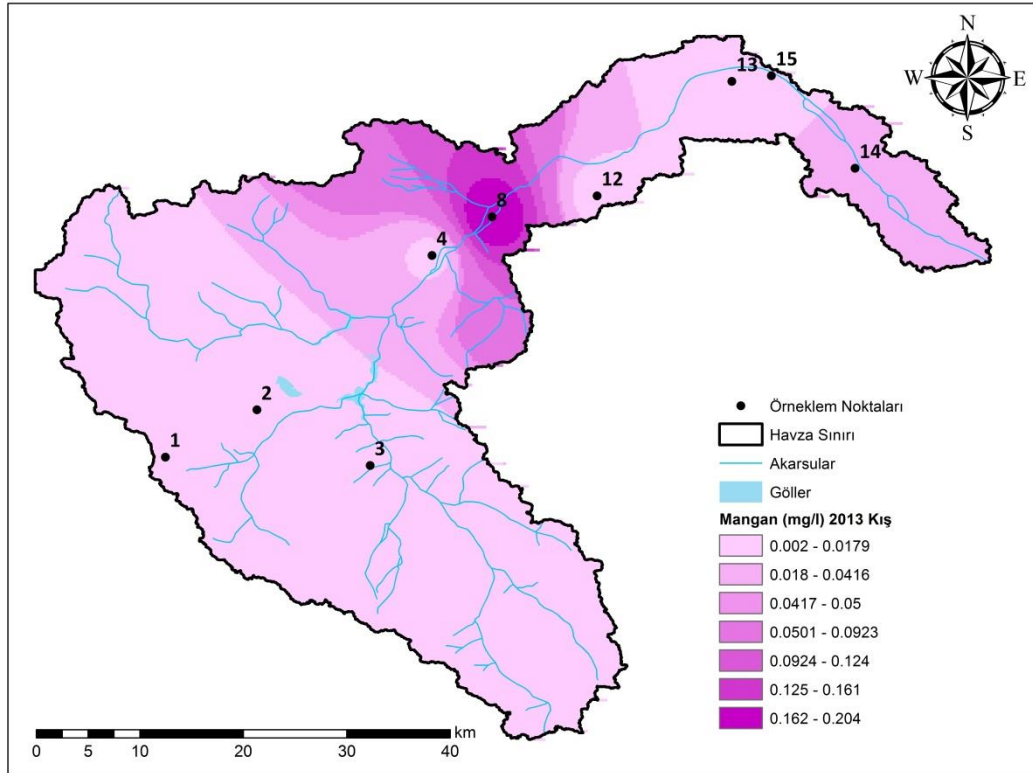 N
W E
S
13 15
14
12
8
4
2
1
3
Örneklem Noktaları
Havza Sınırı
Akarsular
Göller
Mangan (mg/l) 2013 Kış
0.002 - 0.0179
0.018 - 0.0416
0.0417 - 0.05
0.0501 - 0.0923
0.0924 - 0.124
0.125 - 0.161
0.162 - 0.204
km
0 5 10 20 30 40